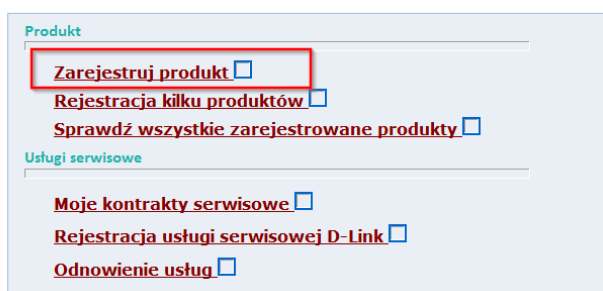 Produkt
Zarejestruj produkt
Rejestracja kilku produktów
Sprawdź wszystkie zarejestrowane produkty
Usługi serwisowe
Moje kontrakty serwisowe
Rejestracja usługi serwisowej D-Link
Odnowienie usług